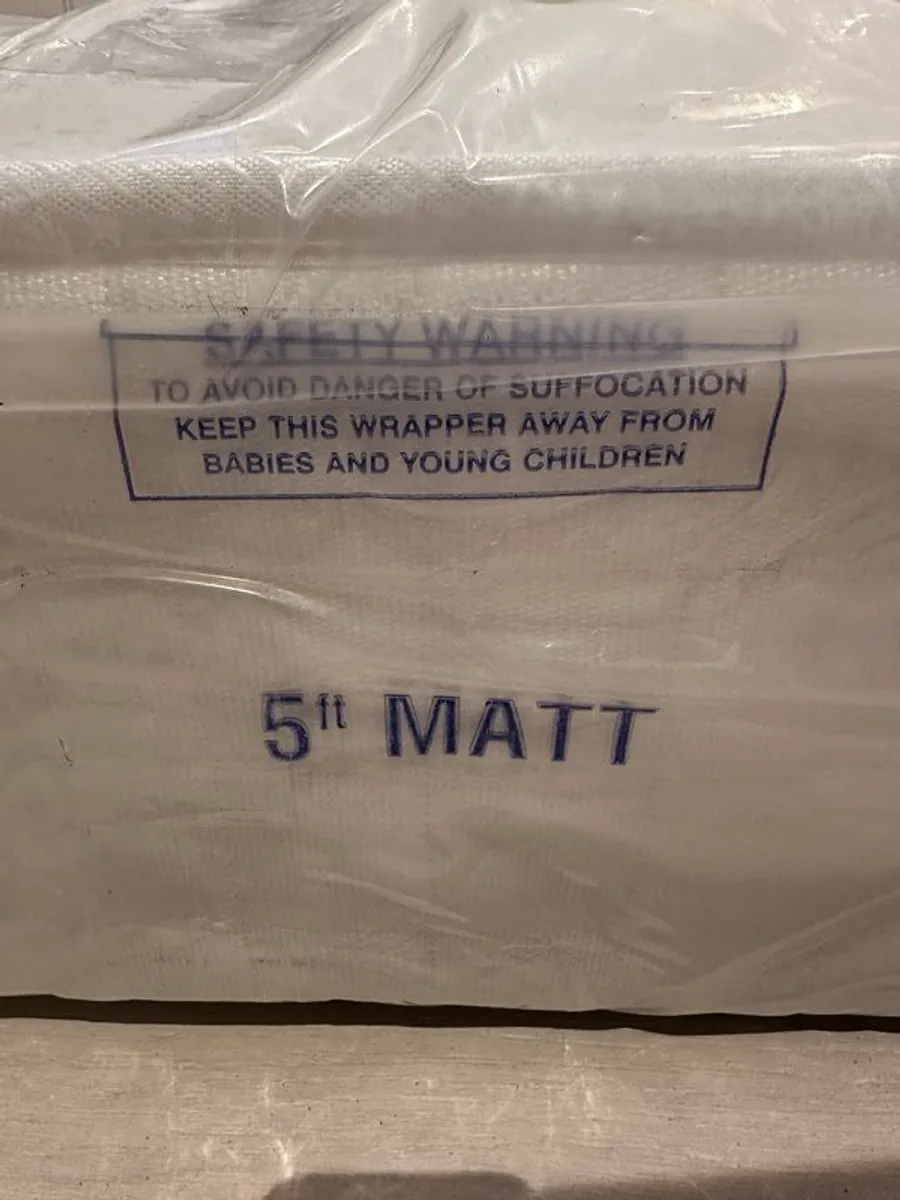 SAFETY WARNING
TO AVOID DANGER OF SUFFOCATION
KEEP THIS WRAPPER AWAY FROM
BABIES AND YOUNG CHILDREN
5ft MATT